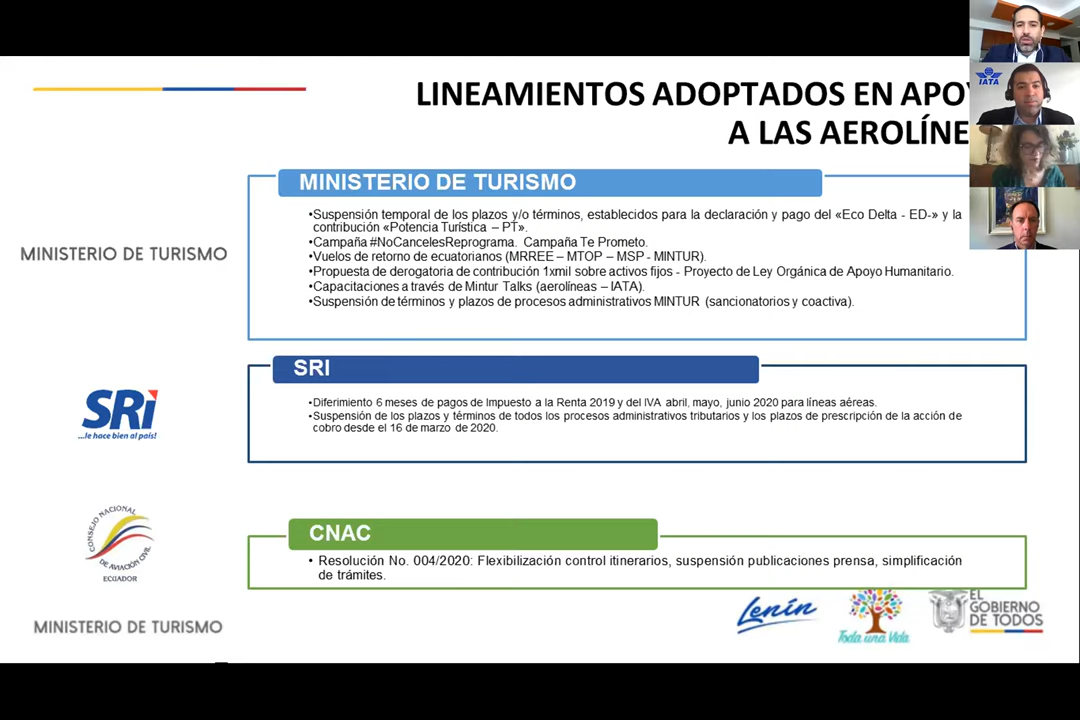 LINEAMIENTOS ADOPTADOS EN APO
A LAS AEROLÍNE
IATA
MINISTERIO DE TURISMO
MINISTERIO DE TURISMO
•Suspensión temporal de los plazos y/o términos, establecidos para la declaración y pago del «Eco Delta - ED-» y la
contribución «Potencia Turística – PT».
•Campaña #NoCancelesReprograma. Campaña Te Prometo.
•Vuelos de retorno de ecuatorianos (MRREE – MTOP – MSP - MINTUR).
•Propuesta de derogatoria de contribución 1xmil sobre activos fijos - Proyecto de Ley Orgánica de Apoyo Humanitario.
•Capacitaciones a través de Mintur Talks (aerolíneas – IATA).
•Suspensión de términos y plazos de procesos administrativos MINTUR (sancionatorios y coactiva).
SRI
SRi
...le hace bien al país!
•Diferimiento 6 meses de pagos de Impuesto a la Renta 2019 y del IVA abril, mayo, junio 2020 para líneas aéreas.
•Suspensión de los plazos y términos de todos los procesos administrativos tributarios y los plazos de prescripción de la acción de
cobro desde el 16 de marzo de 2020.
CONSEJO NACIONAL
DE AVIACIÓN CIVIL
ECUADOR
CNAC
• Resolución No. 004/2020: Flexibilización control itinerarios, suspensión publicaciones prensa, simplificación
de trámites.
MINISTERIO DE TURISMO
Lenín
Toda una Vida
EL
GOBIERNO
DE TODOS